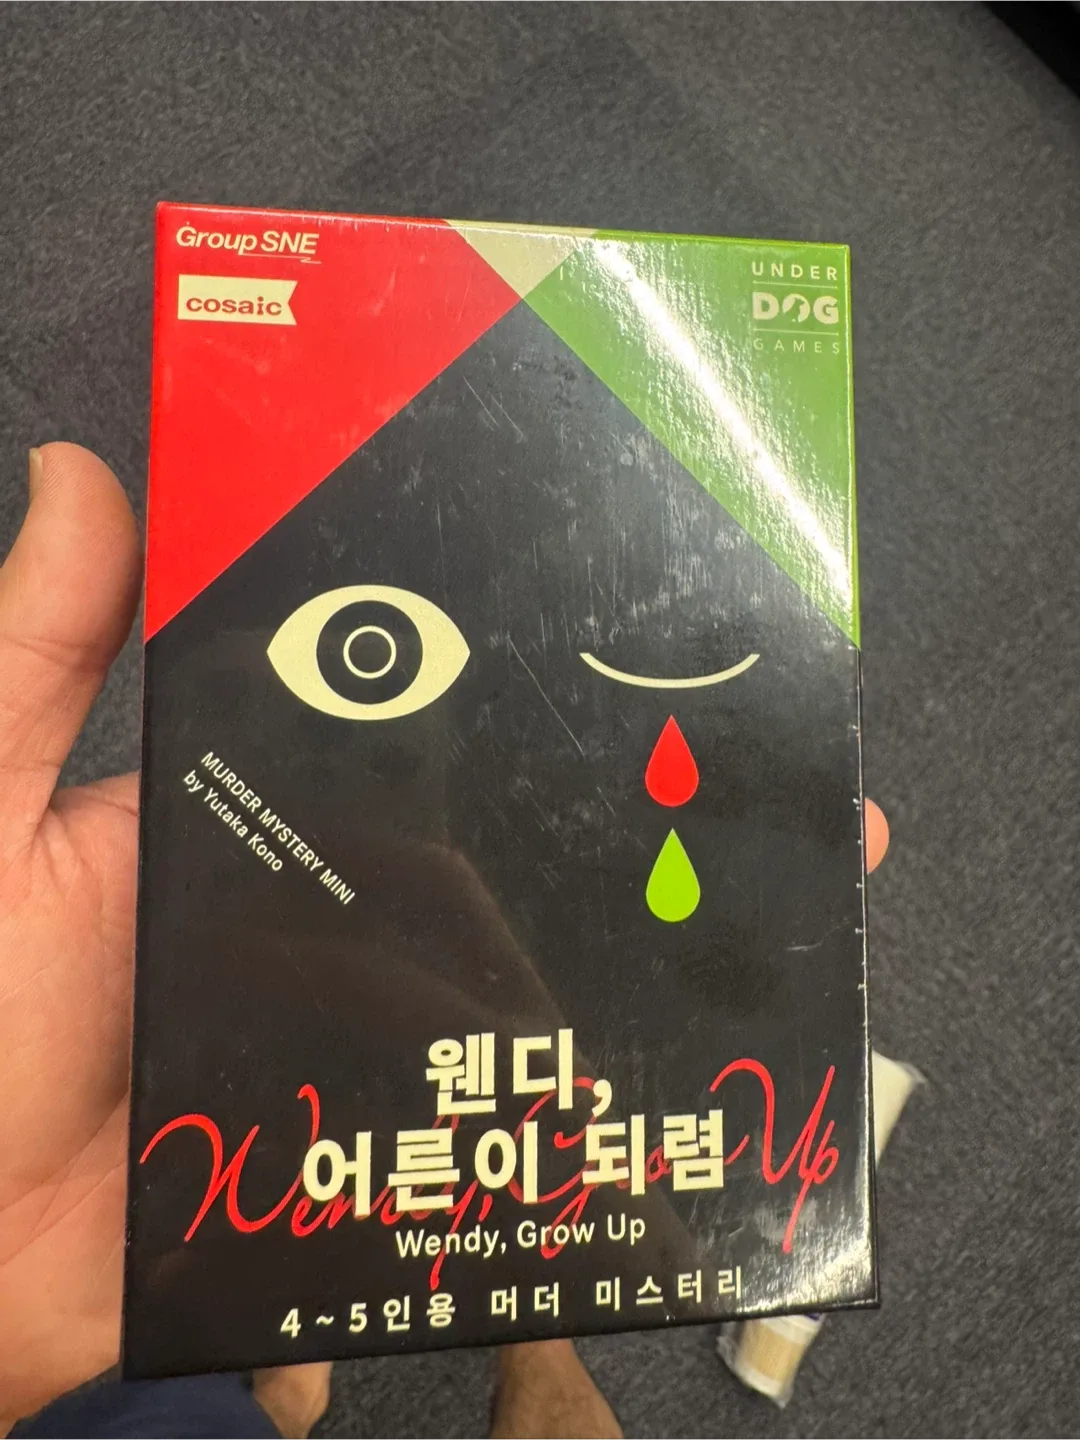 Group SNE
cosaic
UNDER
DOG
GAMES
MURDER MYSTERY MINI
by Yutaka Kono
웬디,
어른이 되렴
Wendy, Grow Up
Wendy, Grow Up
4~5인용 머더 미스터리